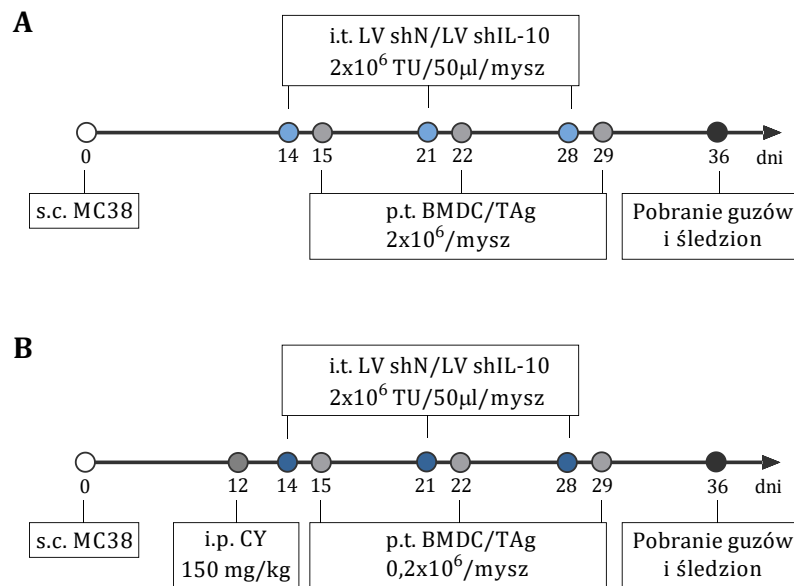 A
i.t. LV shN/LV shIL-10
2x10⁶ TU/50µl/mysz
0 14 15 21 22 28 29 36 dni
s.c. MC38
p.t. BMDC/TAg
2x10⁶/mysz
Pobranie guzów
i śledzion
B
i.t. LV shN/LV shIL-10
2x10⁶ TU/50µl/mysz
0 12 14 15 21 22 28 29 36 dni
s.c. MC38
i.p. CY
150 mg/kg
p.t. BMDC/TAg
0,2x10⁶/mysz
Pobranie guzów
i śledzion